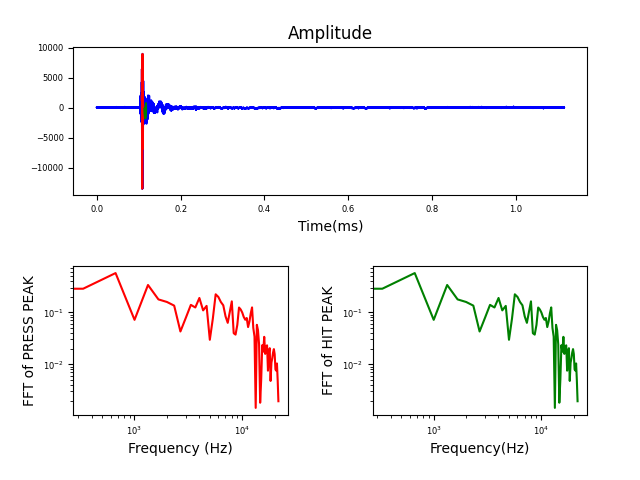 Amplitude
10000
5000
0
−5000
−10000
0.0 0.2 0.4 0.6 0.8 1.0
Time(ms)
FFT of PRESS PEAK
10⁻¹
10⁻²
10³ 10⁴
Frequency (Hz)
FFT of HIT PEAK
10⁻¹
10⁻²
10³ 10⁴
Frequency(Hz)